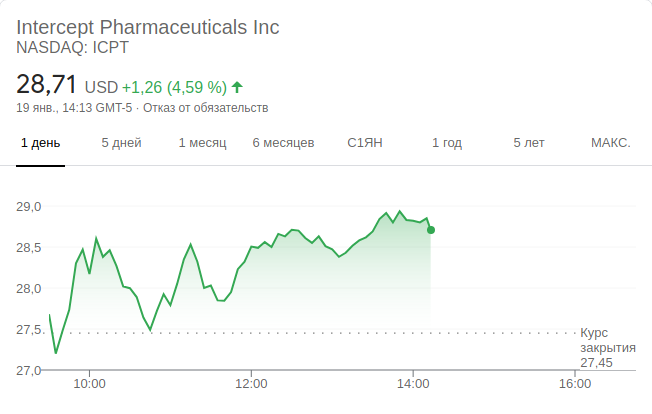 Intercept Pharmaceuticals Inc
NASDAQ: ICPT
28,71 USD +1,26 (4,59 %)
19 янв., 14:13 GMT-5 · Отказ от обязательств
1 день 5 дней 1 месяц 6 месяцев С1ЯН 1 год 5 лет МАКС.
29,0
28,5
28,0
27,5
Курс
закрытия
27,45
27,0
10:00 12:00 14:00 16:00